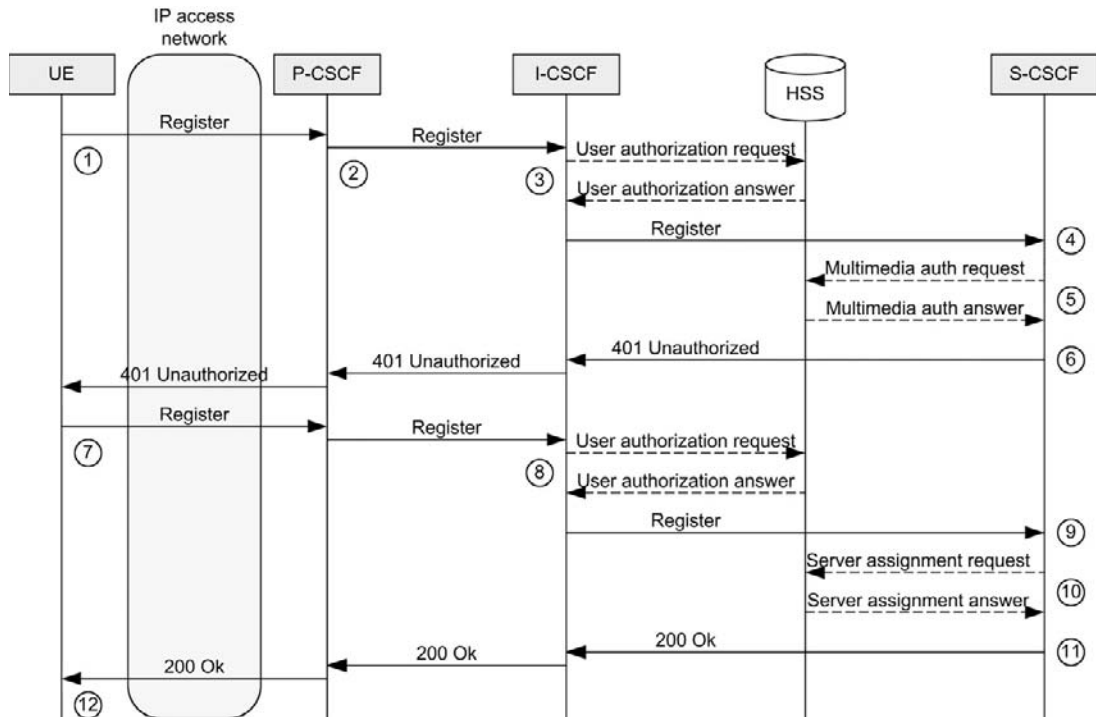 IP access
network
UE
P-CSCF
I-CSCF
HSS
S-CSCF
Register
1
Register
2
User authorization request
3
User authorization answer
Register
4
Multimedia auth request
5
Multimedia auth answer
401 Unauthorized
6
401 Unauthorized
401 Unauthorized
Register
7
Register
User authorization request
8
User authorization answer
Register
9
Server assignment request
10
Server assignment answer
200 Ok
11
200 Ok
200 Ok
12